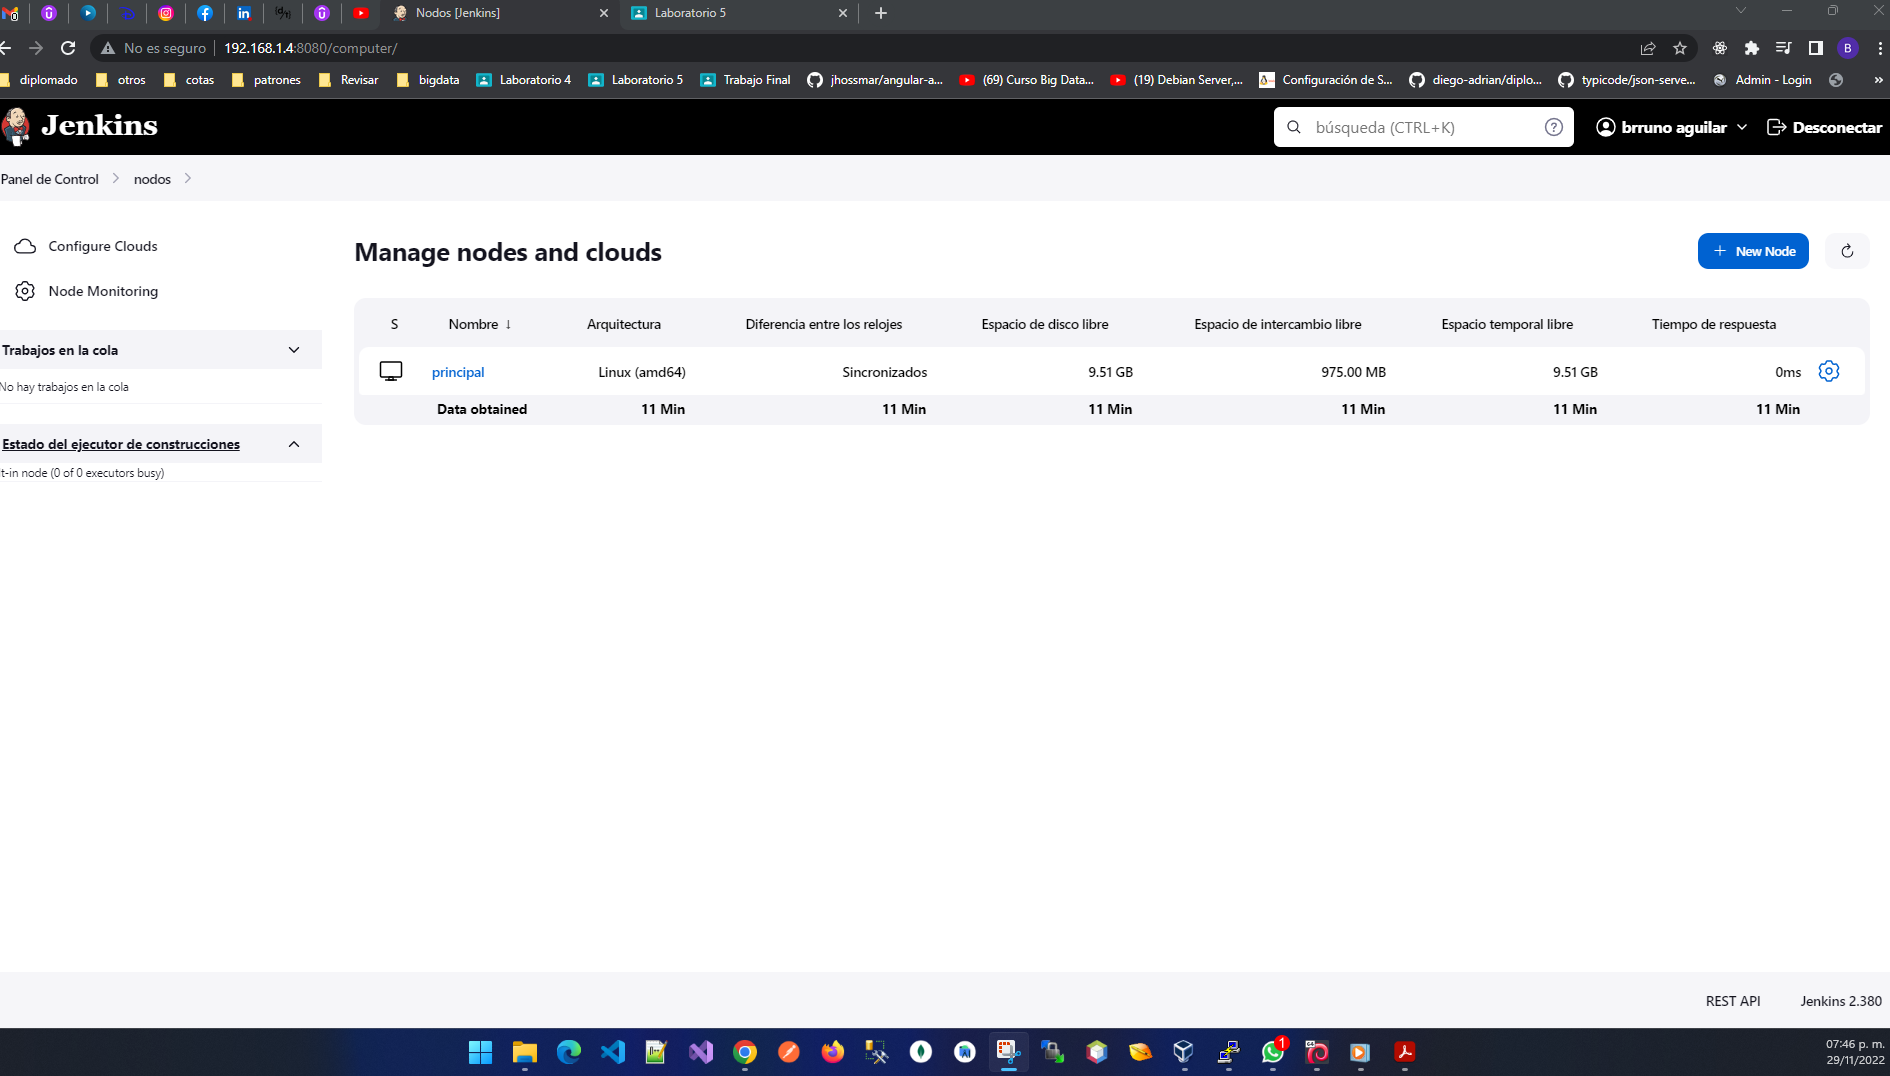 Nodos [Jenkins]
Laboratorio 5
No es seguro
192.168.1.4:8080/computer/
B
diplomado
otros
cotas
patrones
Revisar
bigdata
Laboratorio 4
Laboratorio 5
Trabajo Final
jhossmar/angular-a...
(69) Curso Big Data...
(19) Debian Server,...
Configuración de S...
diego-adrian/diplo...
typicode/json-serve...
Admin - Login
»
Jenkins
búsqueda (CTRL+K)
brruno aguilar
Desconectar
Panel de Control
nodos
Configure Clouds
Node Monitoring
Trabajos en la cola
No hay trabajos en la cola
Estado del ejecutor de construcciones
t-in node (0 of 0 executors busy)
Manage nodes and clouds
New Node
S Nombre ↓ Arquitectura Diferencia entre los relojes Espacio de disco libre Espacio de intercambio libre Espacio temporal libre Tiempo de respuesta
principal Linux (amd64) Sincronizados 9.51 GB 975.00 MB 9.51 GB 0ms
Data obtained 11 Min 11 Min 11 Min 11 Min 11 Min 11 Min
REST API
Jenkins 2.380
1
07:46 p. m.
29/11/2022